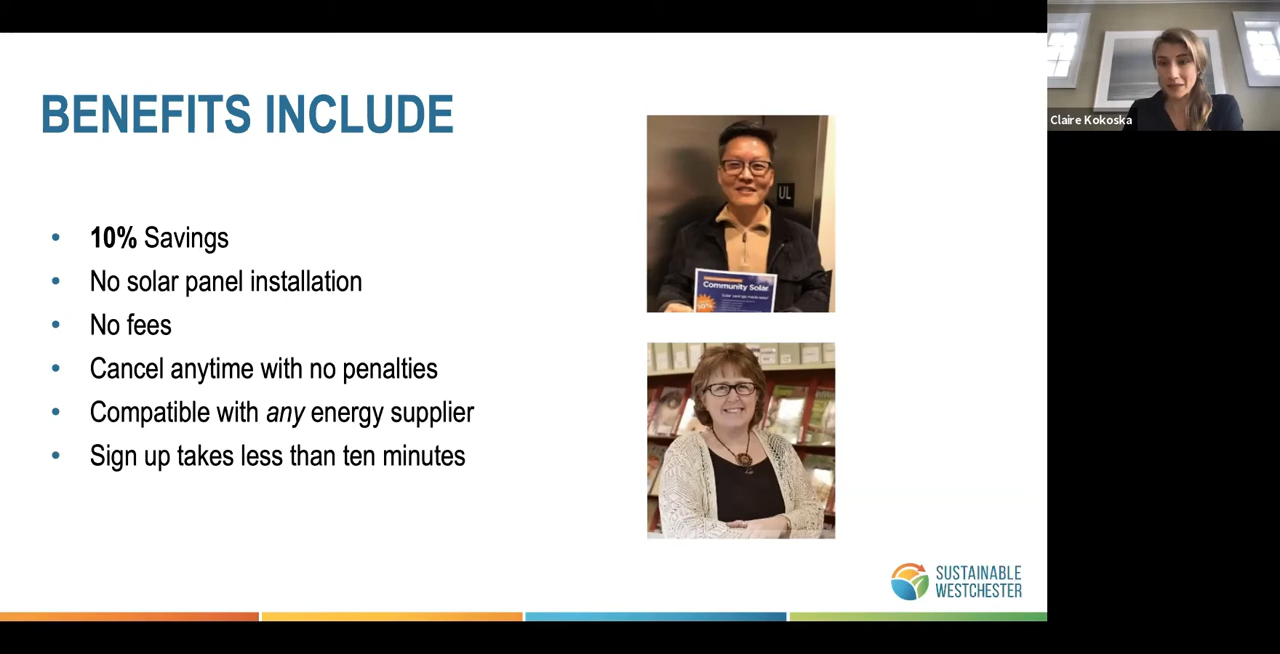 BENEFITS INCLUDE
10% Savings
No solar panel installation
No fees
Cancel anytime with no penalties
Compatible with any energy supplier
Sign up takes less than ten minutes
UL
Community Solar
SUSTAINABLE
WESTCHESTER
Claire Kokoska